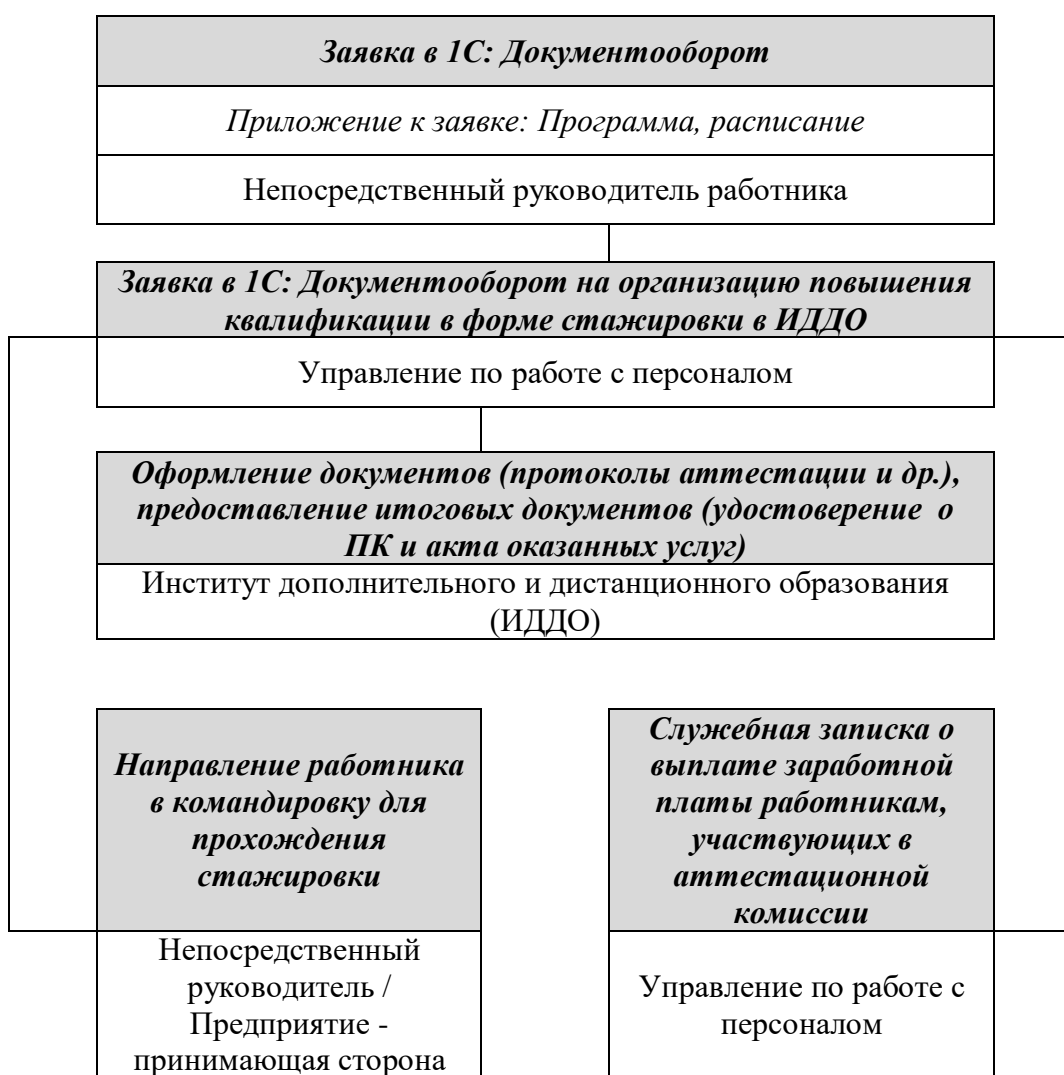 Заявка в 1С: Документооборот
Приложение к заявке: Программа, расписание
Непосредственный руководитель работника
Заявка в 1С: Документооборот на организацию повышения
квалификации в форме стажировки в ИДДО
Управление по работе с персоналом
Оформление документов (протоколы аттестации и др.),
предоставление итоговых документов (удостоверение о
ПК и акта оказанных услуг)
Институт дополнительного и дистанционного образования
(ИДДО)
Направление работника
в командировку для
прохождения
стажировки
Непосредственный
руководитель /
Предприятие -
принимающая сторона
Служебная записка о
выплате заработной
платы работникам,
участвующих в
аттестационной
комиссии
Управление по работе с
персоналом